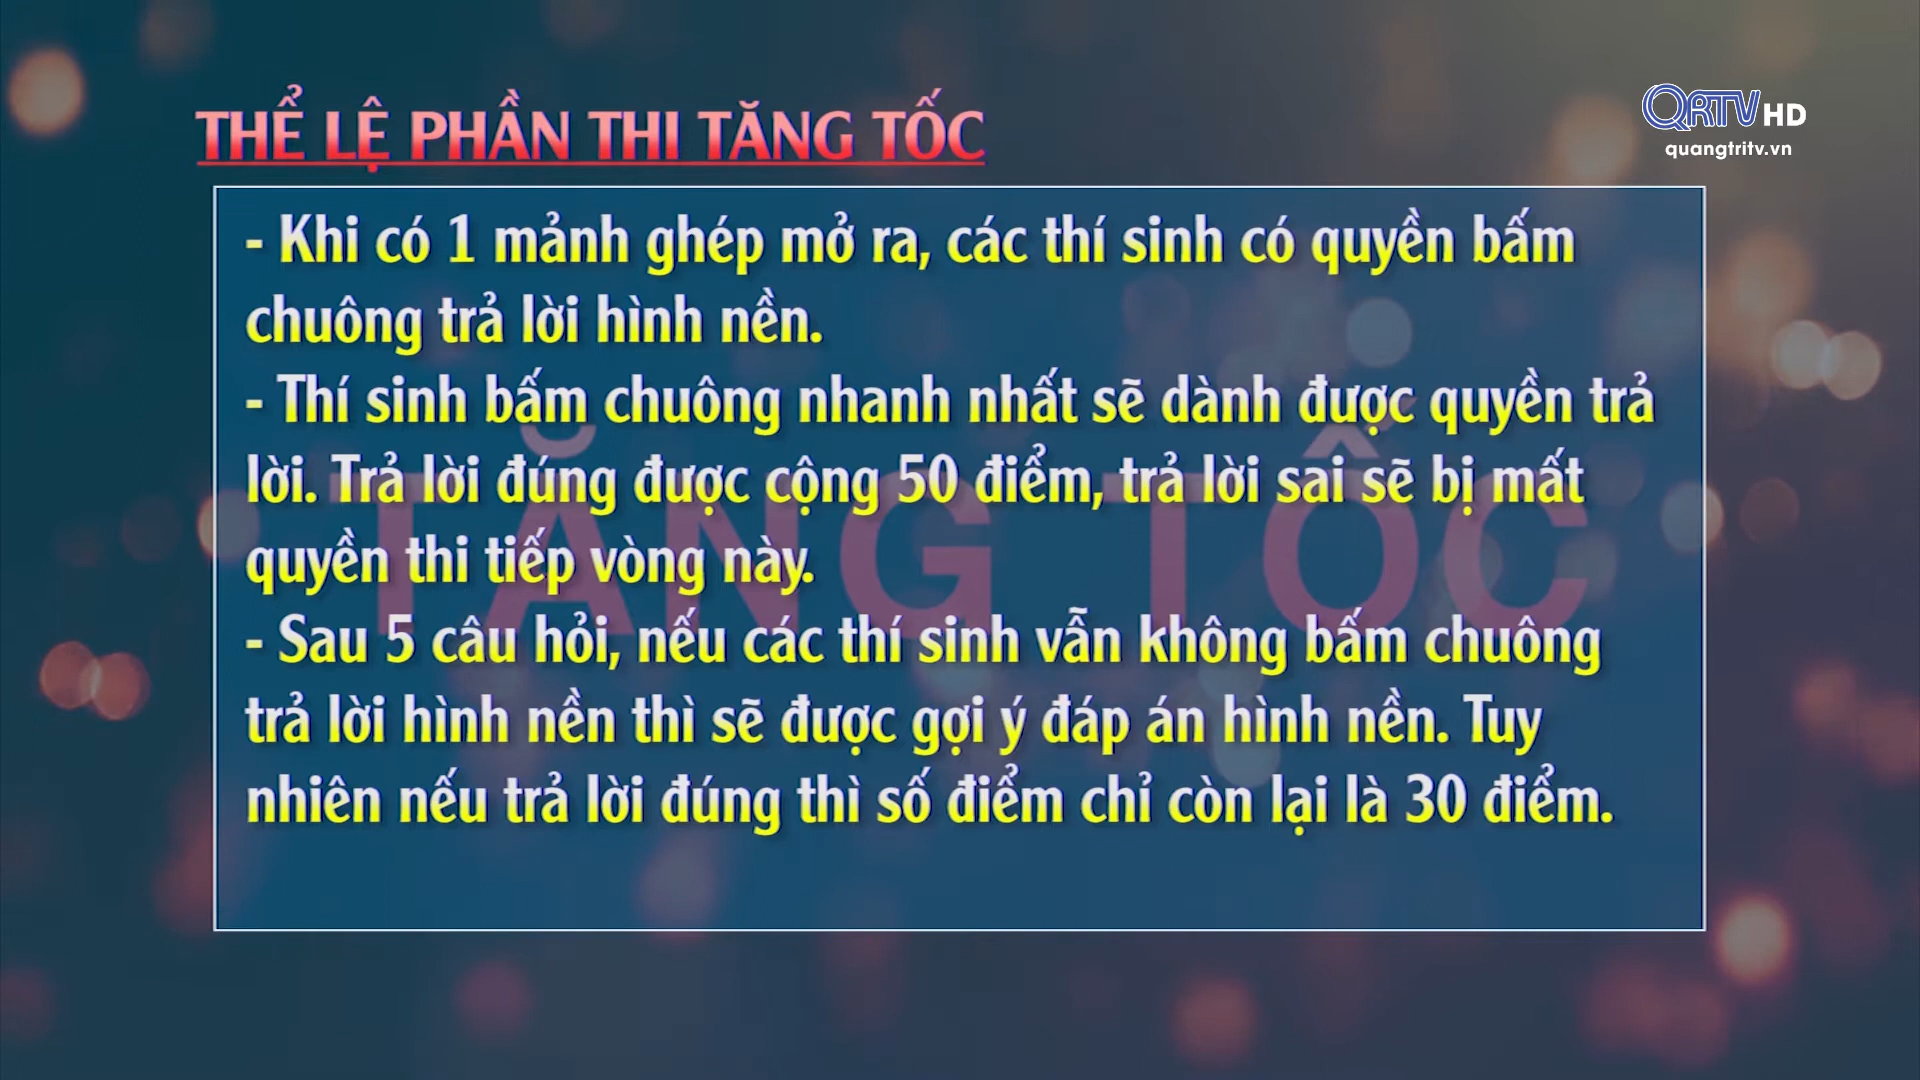 THỂ LỆ PHẦN THI TĂNG TỐC
QRTV HD
quangtritv.vn
- Khi có 1 mảnh ghép mở ra, các thí sinh có quyền bấm
chuông trả lời hình nền.
- Thí sinh bấm chuông nhanh nhất sẽ dành được quyền trả
lời. Trả lời đúng được cộng 50 điểm, trả lời sai sẽ bị mất
quyền thi tiếp vòng này.
- Sau 5 câu hỏi, nếu các thí sinh vẫn không bấm chuông
trả lời hình nền thì sẽ được gợi ý đáp án hình nền. Tuy
nhiên nếu trả lời đúng thì số điểm chỉ còn lại là 30 điểm.
TĂNG TỐC